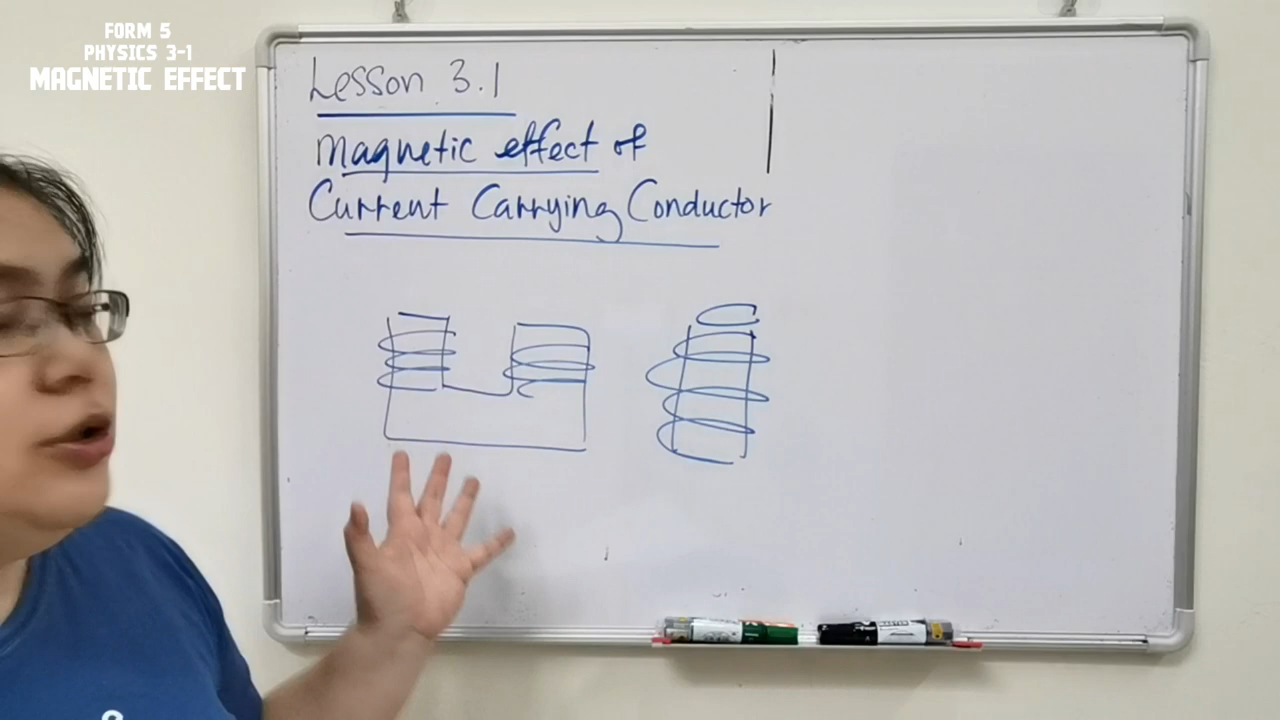 FORM 5
PHYSICS 3-1
MAGNETIC EFFECT
Lesson 3.1
Magnetic effect of
Current Carrying Conductor